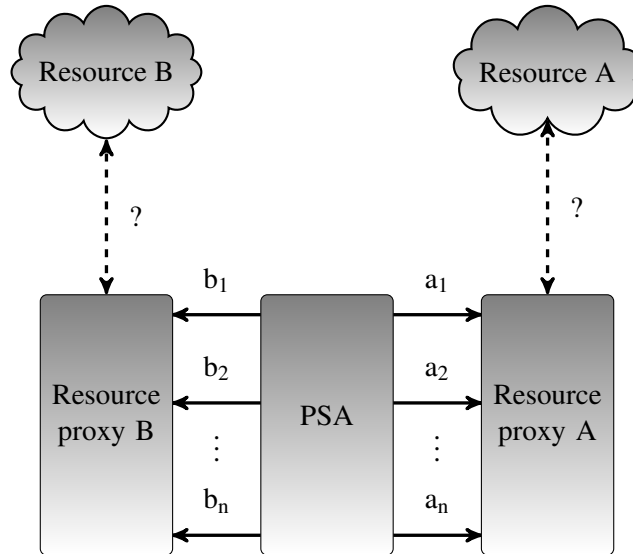 Resource B
Resource A
?
?
b1
a1
b2
a2
Resource
proxy B
PSA
Resource
proxy A
⋮
⋮
bn
an